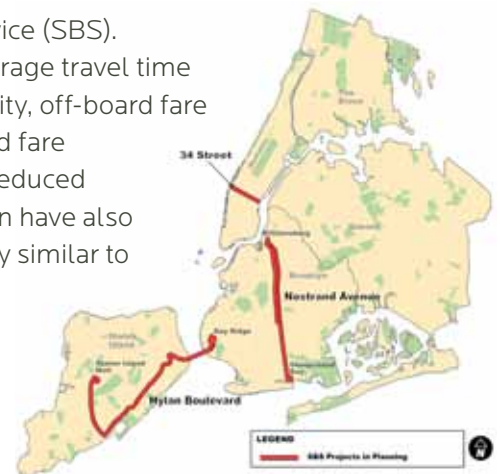 ice (SBS).
rage travel time
ity, off-board fare
d fare
educed
n have also
y similar to
34 Street
Nostrand Avenue
Bay Ridge
Hylan Boulevard
LEGEND
SBS Projects in Planning
N